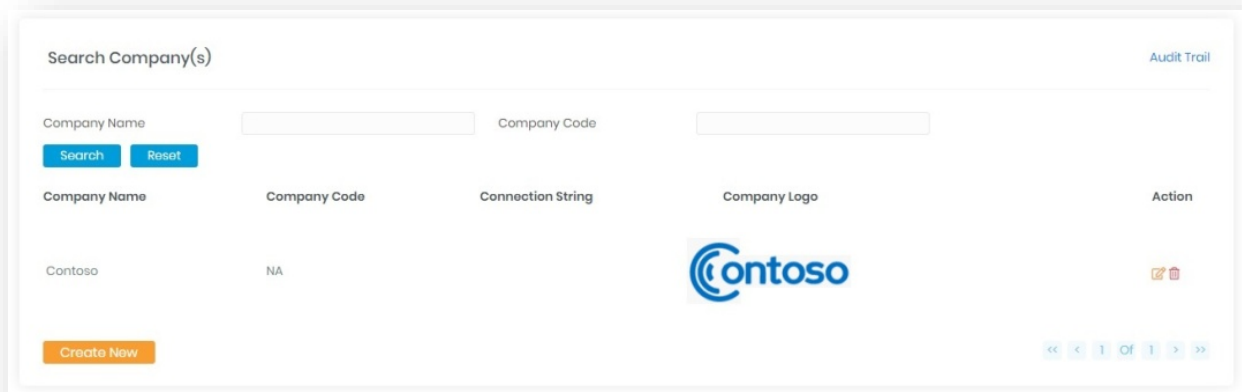 Search Company(s) Audit Trail
Company Name Company Code
Search Reset
Company Name Company Code Connection String Company Logo Action
Contoso NA Contoso
Create New << < 1 Of 1 > >>